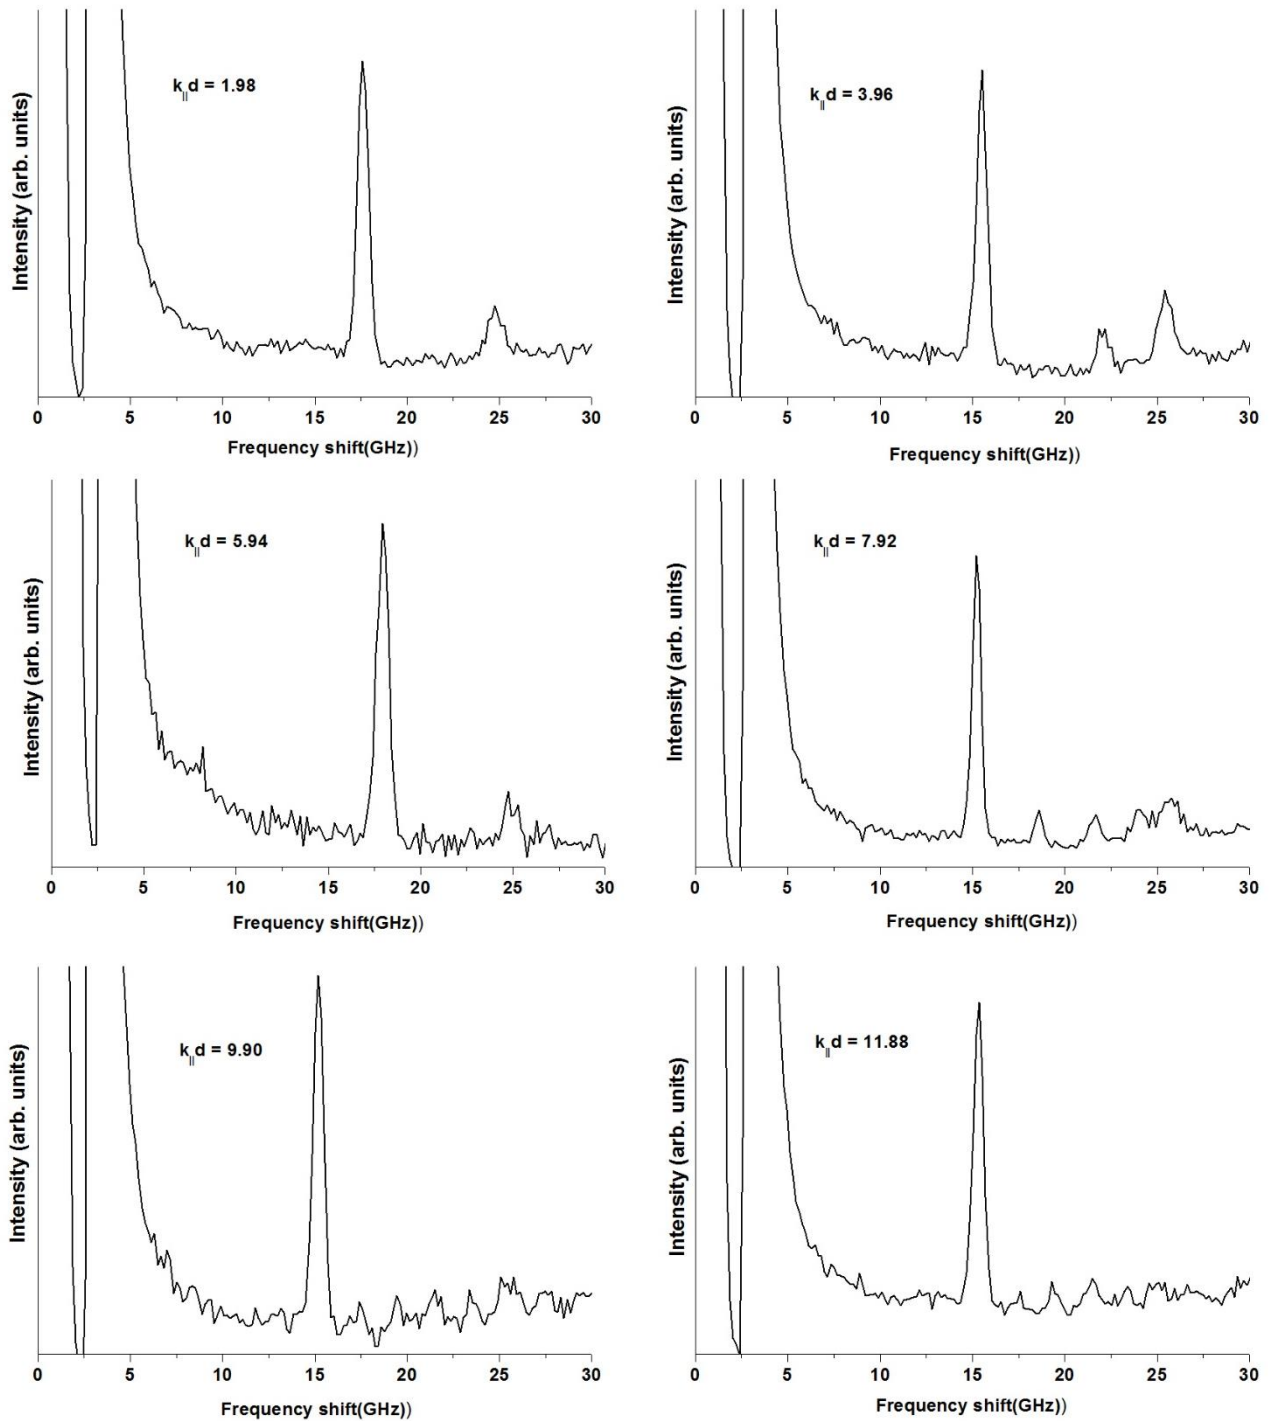 k||d = 1.98
Intensity (arb. units)
0 5 10 15 20 25 30
Frequency shift(GHz))
k||d = 3.96
Intensity (arb. units)
0 5 10 15 20 25 30
Frequency shift(GHz))
k||d = 5.94
Intensity (arb. units)
0 5 10 15 20 25 30
Frequency shift(GHz))
k||d = 7.92
Intensity (arb. units)
0 5 10 15 20 25 30
Frequency shift(GHz))
k||d = 9.90
Intensity (arb. units)
0 5 10 15 20 25 30
Frequency shift(GHz))
k||d = 11.88
Intensity (arb. units)
0 5 10 15 20 25 30
Frequency shift(GHz))